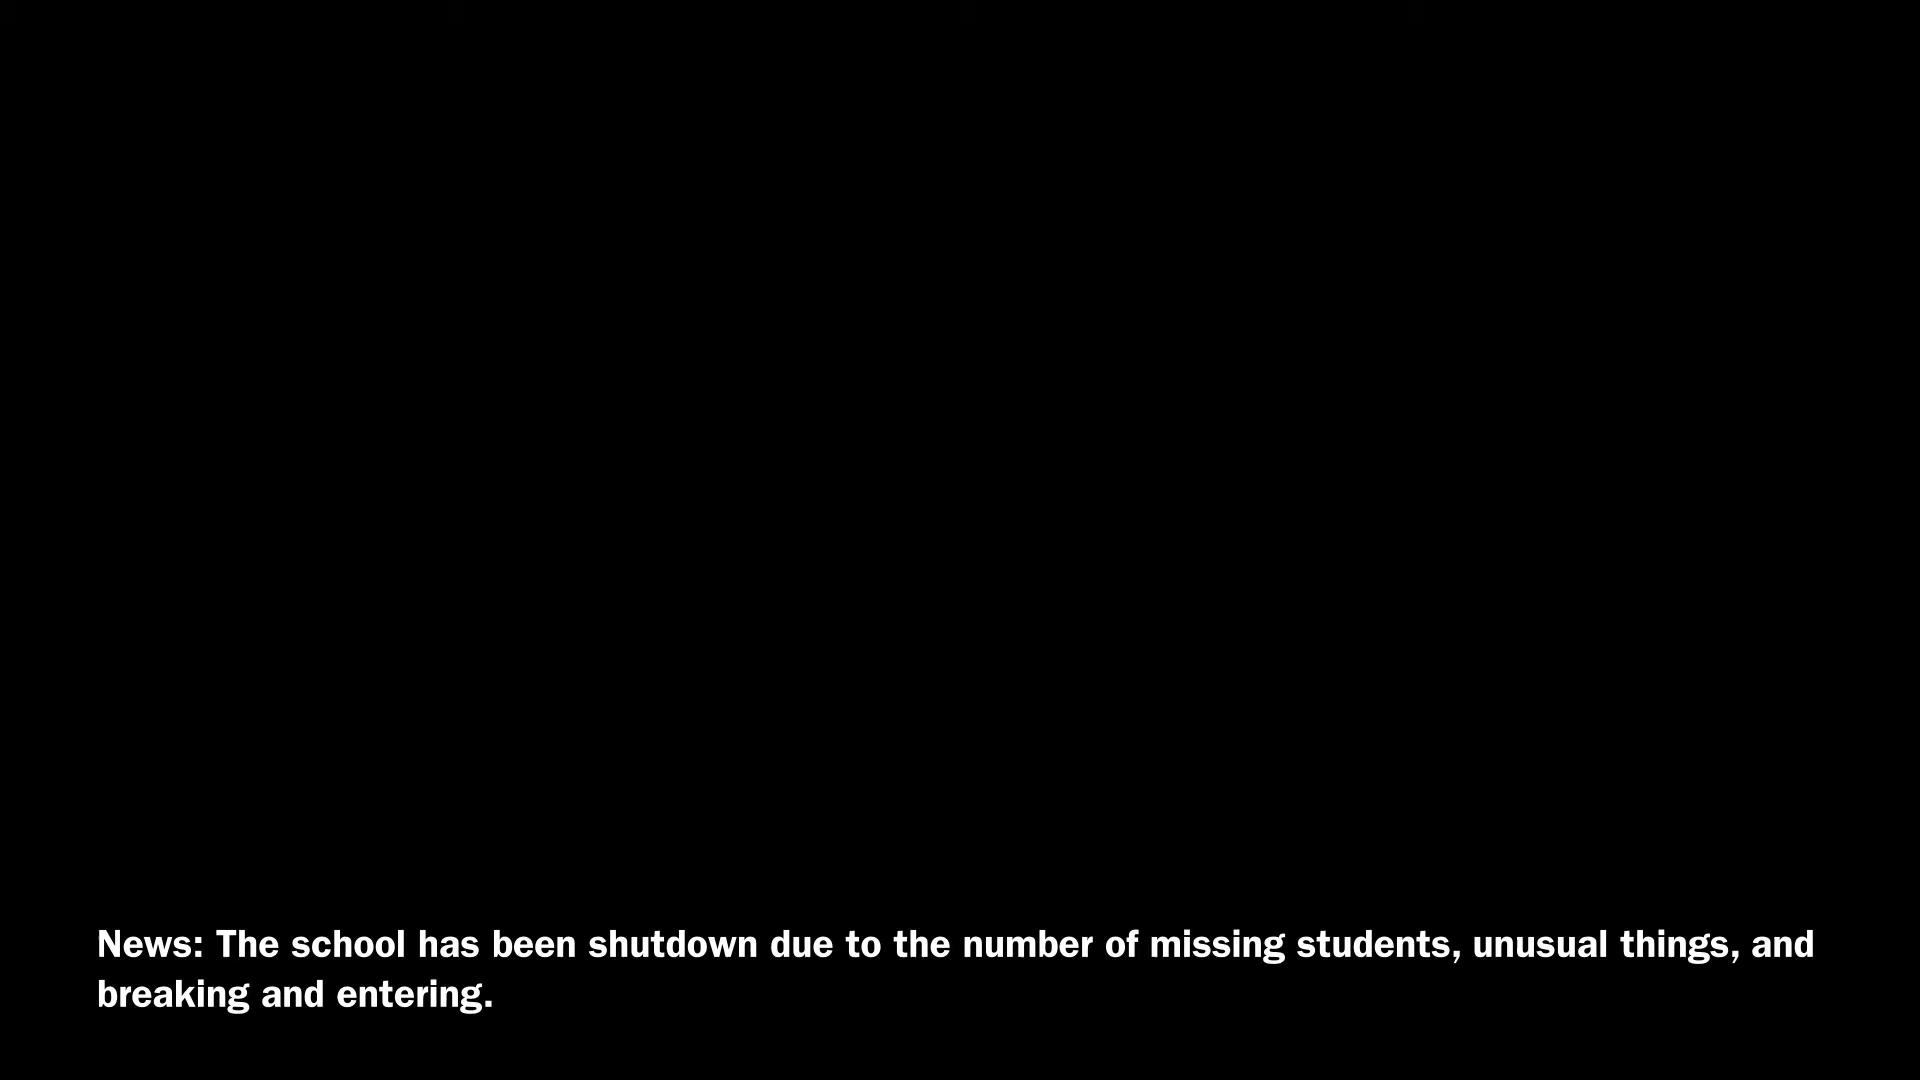 News: The school has been shutdown due to the number of missing students, unusual things, and
breaking and entering.